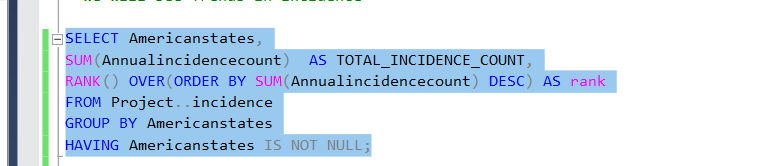 SELECT Americanstates,
SUM(Annualincidencecount)  AS TOTAL_INCIDENCE_COUNT,
RANK() OVER(ORDER BY SUM(Annualincidencecount) DESC) AS rank
FROM Project..incidence
GROUP BY Americanstates
HAVING Americanstates IS NOT NULL;